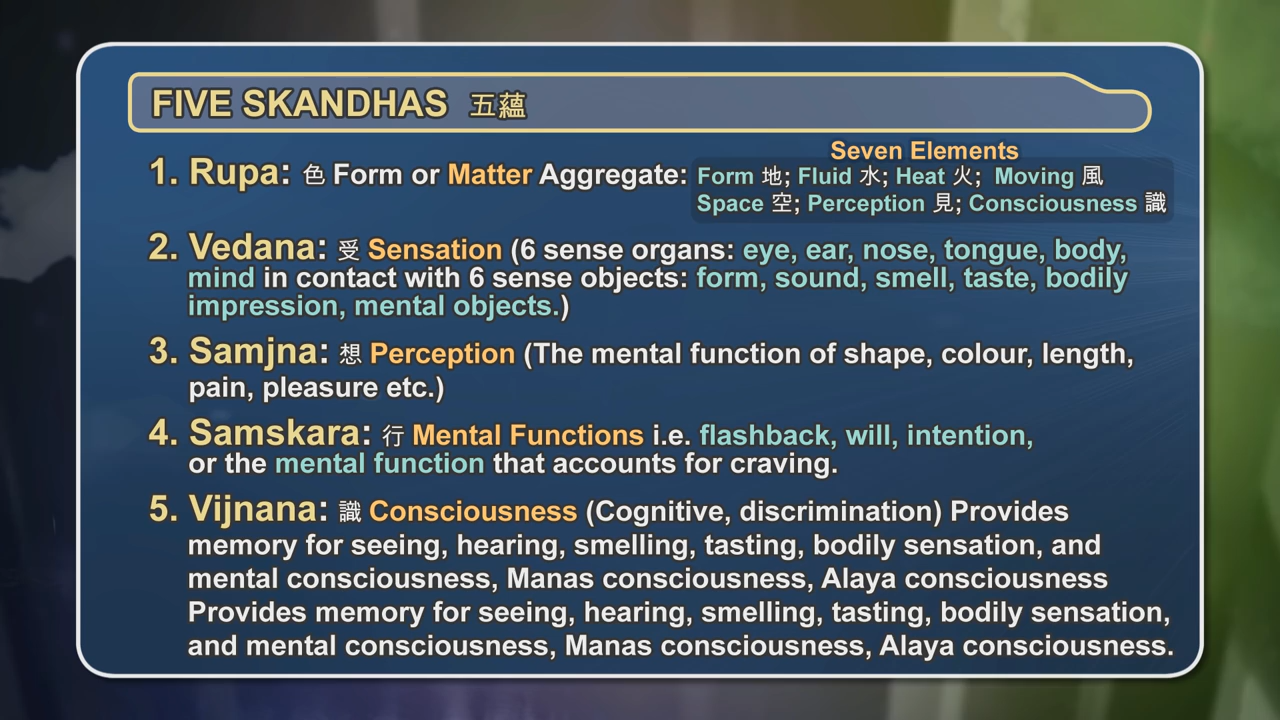 FIVE SKANDHAS 五蘊
Seven Elements
1. Rupa: 色 Form or Matter Aggregate: Form 地; Fluid 水; Heat 火; Moving 風
Space 空; Perception 見; Consciousness 識
2. Vedana: 受 Sensation (6 sense organs: eye, ear, nose, tongue, body,
mind in contact with 6 sense objects: form, sound, smell, taste, bodily
impression, mental objects.)
3. Samjna: 想 Perception (The mental function of shape, colour, length,
pain, pleasure etc.)
4. Samskara: 行 Mental Functions i.e. flashback, will, intention,
or the mental function that accounts for craving.
5. Vijnana: 識 Consciousness (Cognitive, discrimination) Provides
memory for seeing, hearing, smelling, tasting, bodily sensation, and
mental consciousness, Manas consciousness, Alaya consciousness
Provides memory for seeing, hearing, smelling, tasting, bodily sensation,
and mental consciousness, Manas consciousness, Alaya consciousness.